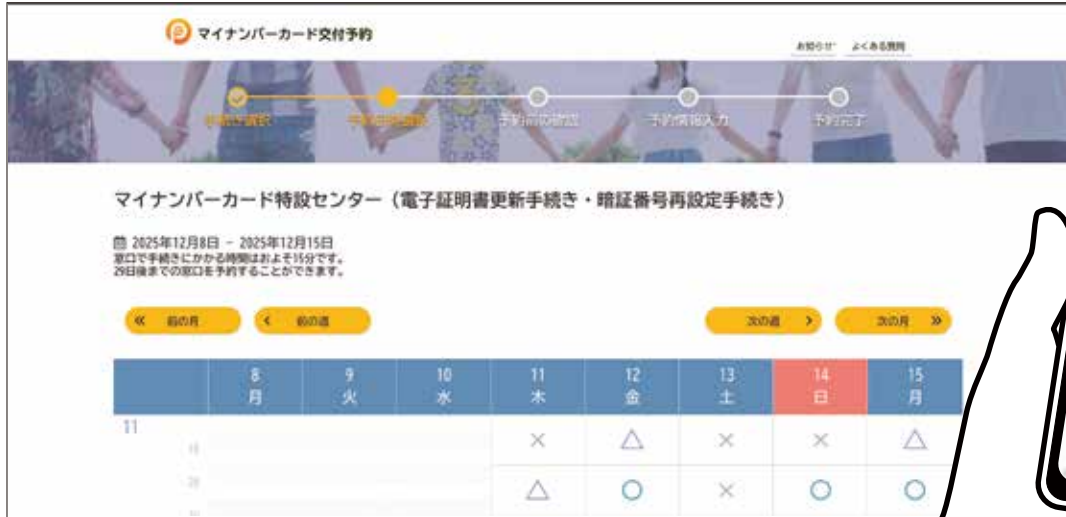 マイナンバーカード交付予約
お知らせ よくある質問
手続き選択 予約日時選択 予約前の確認 予約情報入力 予約完了
マイナンバーカード特設センター（電子証明書更新手続き・暗証番号再設定手続き）
2025年12月8日 － 2025年12月15日
窓口で手続きにかかる時間はおよそ15分です。
29日後までの窓口を予約することができます。
« 前の月 ‹ 前の週 次の週 › 次の月 »
8 9 10 11 12 13 14 15
月 火 水 木 金 土 日 月
11
× △ × × △
△ ○ × ○ ○